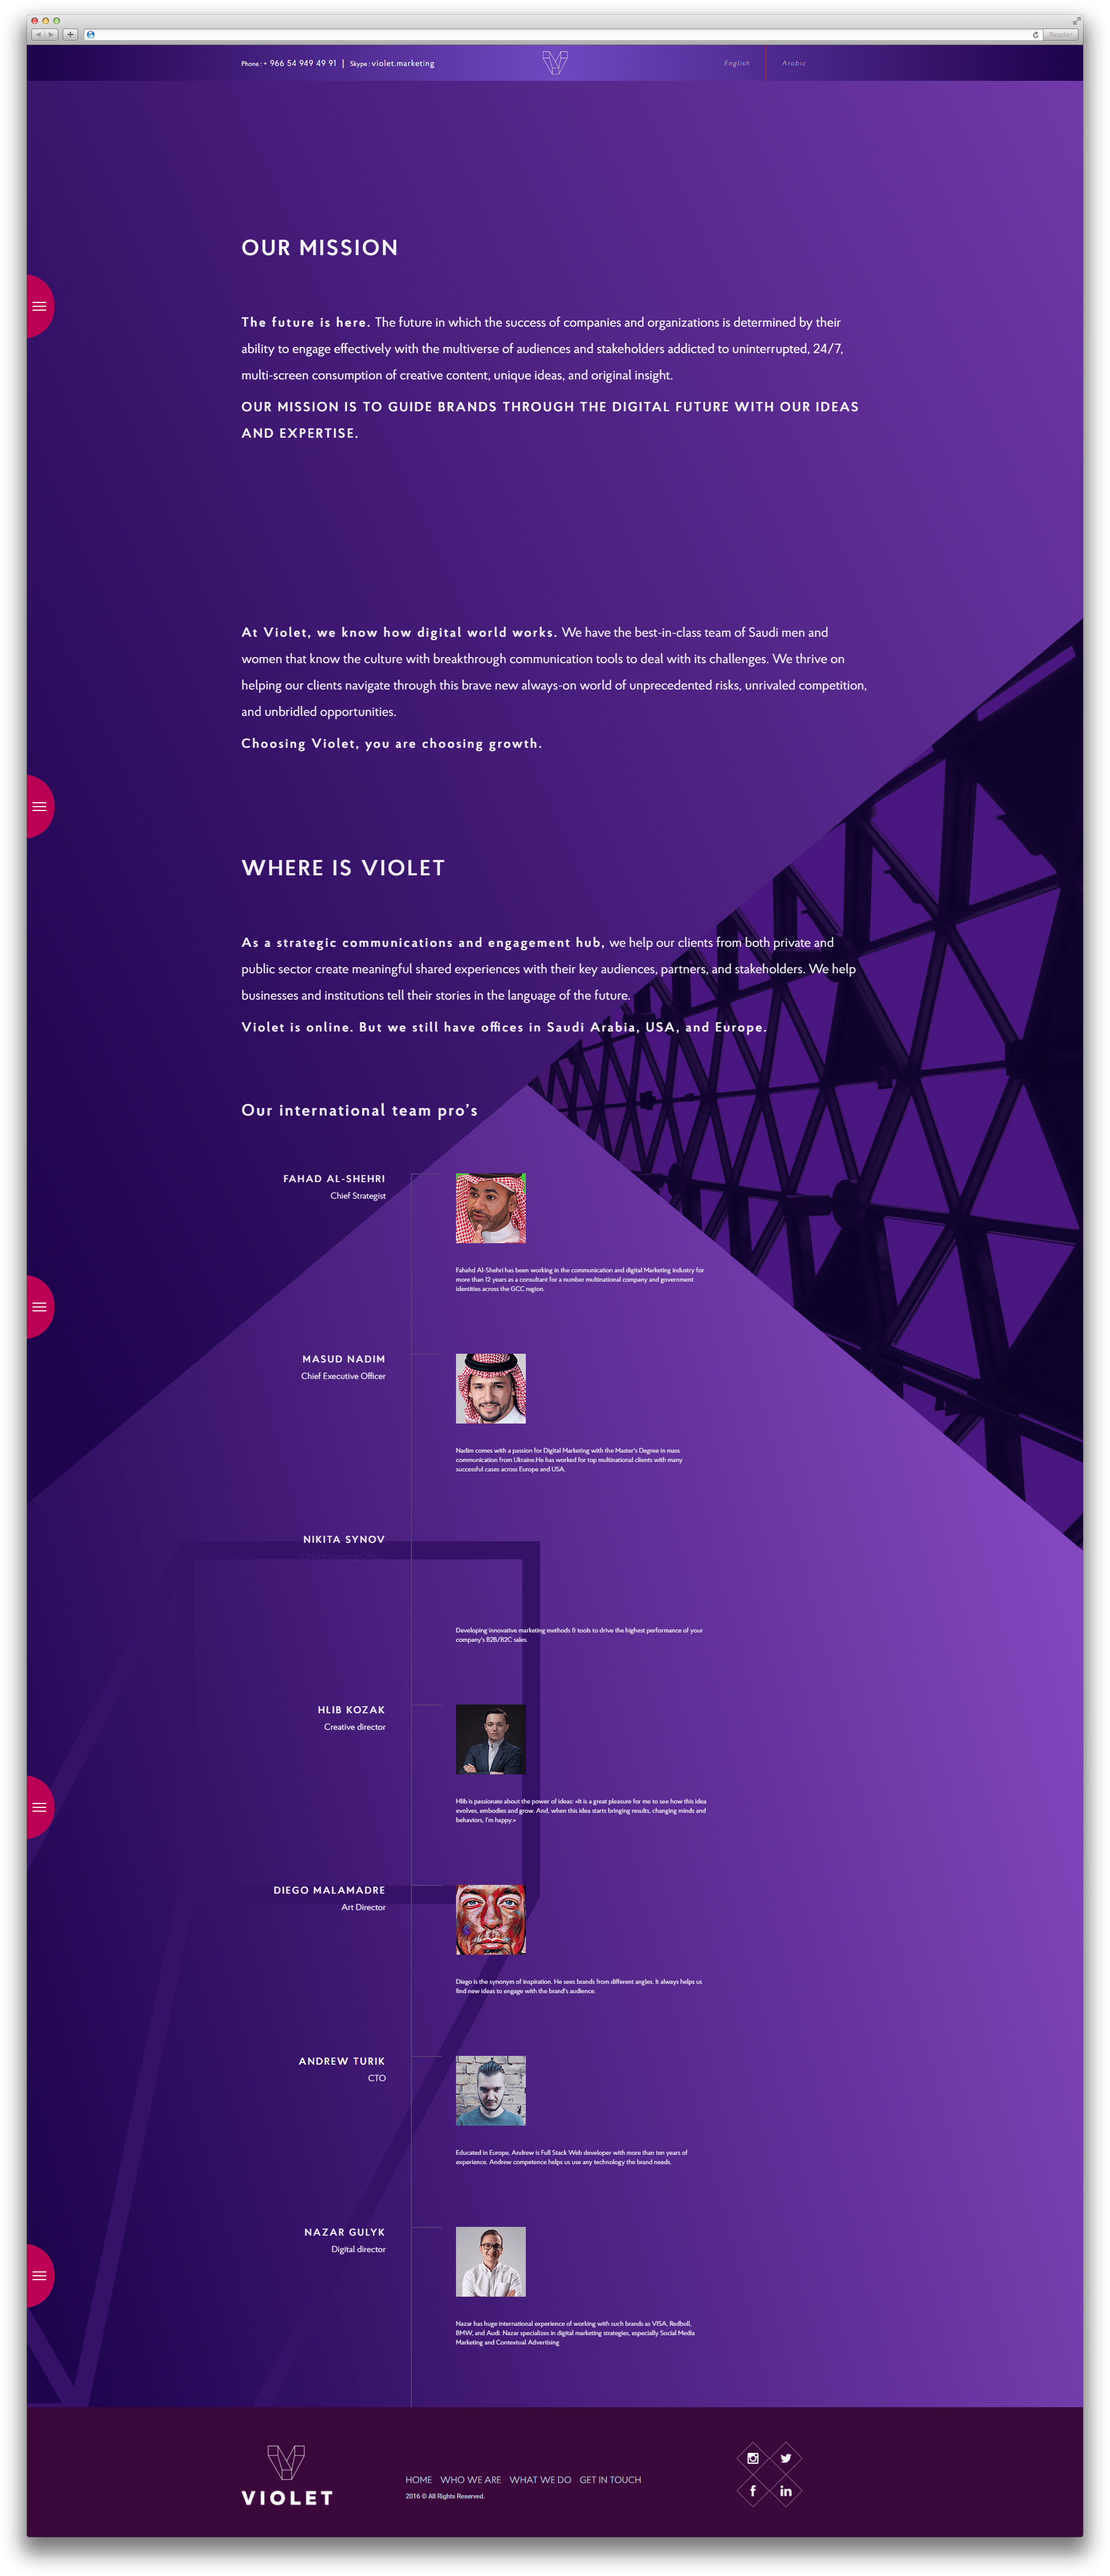 Reader
Phone : + 966 54 949 49 91 | Skype : violet.marketing
English
Arabic
OUR MISSION
The future is here. The future in which the success of companies and organizations is determined by their
ability to engage effectively with the multiverse of audiences and stakeholders addicted to uninterrupted, 24/7,
multi-screen consumption of creative content, unique ideas, and original insight.
OUR MISSION IS TO GUIDE BRANDS THROUGH THE DIGITAL FUTURE WITH OUR IDEAS
AND EXPERTISE.
At Violet, we know how digital world works. We have the best-in-class team of Saudi men and
women that know the culture with breakthrough communication tools to deal with its challenges. We thrive on
helping our clients navigate through this brave new always-on world of unprecedented risks, unrivaled competition,
and unbridled opportunities.
Choosing Violet, you are choosing growth.
WHERE IS VIOLET
As a strategic communications and engagement hub, we help our clients from both private and
public sector create meaningful shared experiences with their key audiences, partners, and stakeholders. We help
businesses and institutions tell their stories in the language of the future.
Violet is online. But we still have offices in Saudi Arabia, USA, and Europe.
Our international team pro's
FAHAD AL-SHEHRI
Chief Strategist
Fahahd Al-Shehri has been working in the communication and digital Marketing industry for
more than 12 years as a consultant for a number multinational company and government
identities across the GCC region.
MASUD NADIM
Chief Executive Officer
Nadim comes with a passion for Digital Marketing with the Master's Degree in mass
communication from Ukraine.He has worked for top multinational clients with many
successful cases across Europe and USA.
NIKITA SYNOV
Developing innovative marketing methods & tools to drive the highest performance of your
company's B2B/B2C sales.
HLIB KOZAK
Creative director
Hlib is passionate about the power of ideas: «It is a great pleasure for me to see how this idea
evolves, embodies and grow. And, when this idea starts bringing results, changing minds and
behaviors, I'm happy.»
DIEGO MALAMADRE
Art Director
Diego is the synonym of inspiration. He sees brands from different angles. It always helps us
find new ideas to engage with the brand's audience.
ANDREW TURIK
CTO
Educated in Europe, Andrew is Full Stack Web developer with more than ten years of
experience. Andrew competence helps us use any technology the brand needs.
NAZAR GULYK
Digital director
Nazar has huge international experience of working with such brands as VISA, Redbull,
BMW, and Audi. Nazar specializes in digital marketing strategies, especially Social Media
Marketing and Contextual Advertising
VIOLET
HOME WHO WE ARE WHAT WE DO GET IN TOUCH
2016 © All Rights Reserved.